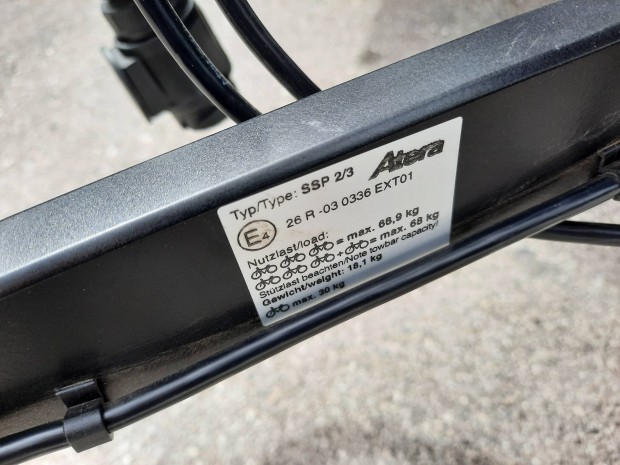 Atera
Typ/Type: SSP 2/3
E4 26 R -03 0336 EXT01
Nutzlast/load:
= max. 66,9 kg
+ = max. 68 kg
Stützlast beachten/Note towbar capacity!
Gewicht/weight: 18,1 kg
max. 30 kg